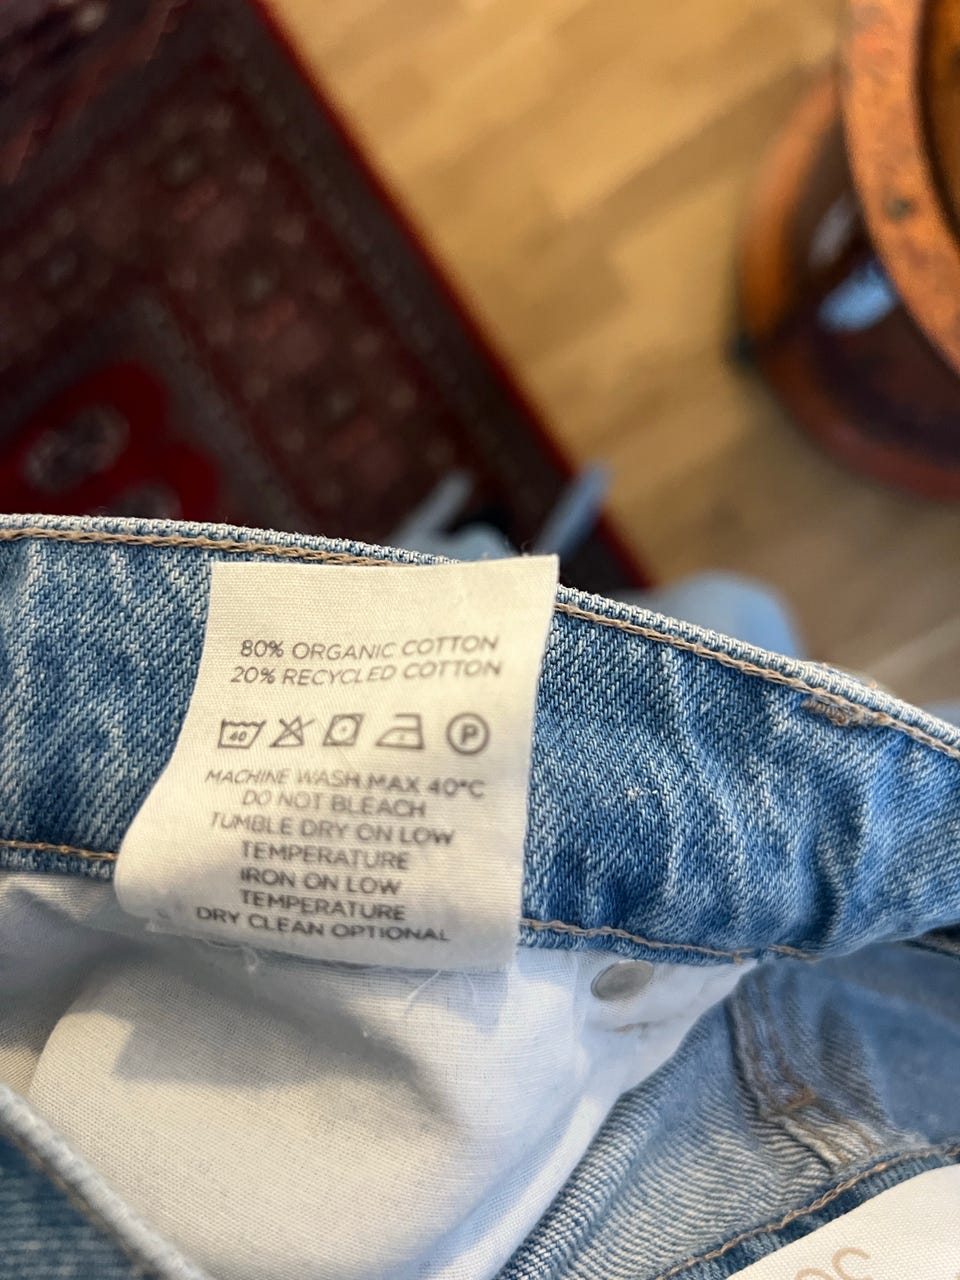 80% ORGANIC COTTON
20% RECYCLED COTTON
40 P
MACHINE WASH MAX 40°C
DO NOT BLEACH
TUMBLE DRY ON LOW
TEMPERATURE
IRON ON LOW
TEMPERATURE
DRY CLEAN OPTIONAL